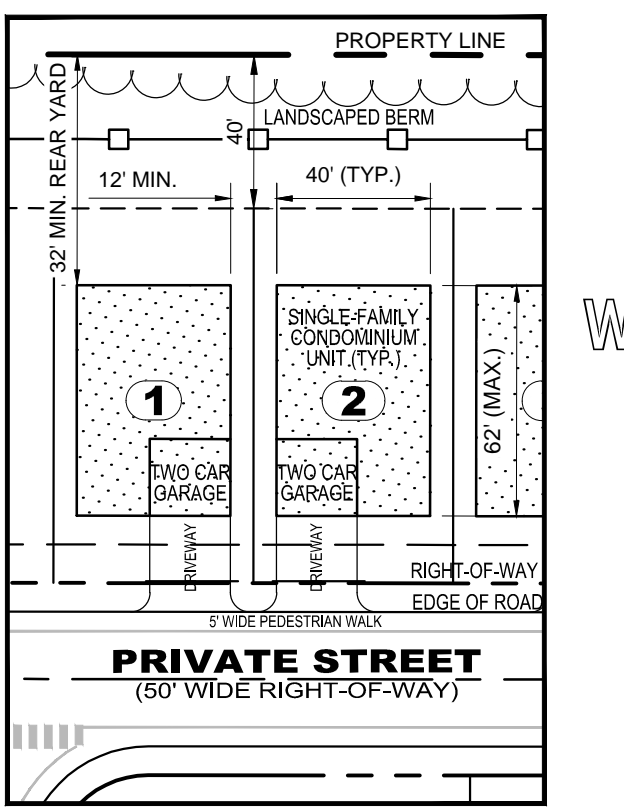 PROPERTY LINE
32' MIN. REAR YARD
40'
LANDSCAPED BERM
12' MIN.
40' (TYP.)
SINGLE-FAMILY
CONDOMINIUM
UNIT (TYP.)
1
2
62' (MAX.)
TWO CAR
GARAGE
TWO CAR
GARAGE
DRIVEWAY
DRIVEWAY
RIGHT-OF-WAY
EDGE OF ROAD
5' WIDE PEDESTRIAN WALK
PRIVATE STREET
(50' WIDE RIGHT-OF-WAY)
W